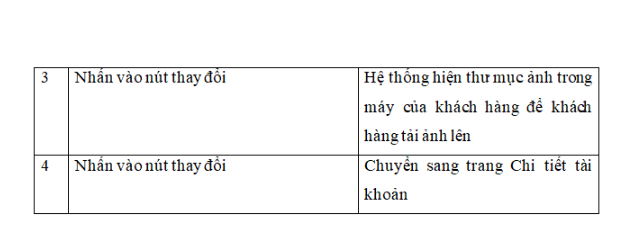 3 Nhấn vào nút thay đổi Hệ thống hiện thư mục ảnh trong
máy của khách hàng để khách
hàng tải ảnh lên
4 Nhấn vào nút thay đổi Chuyển sang trang Chi tiết tài
khoản